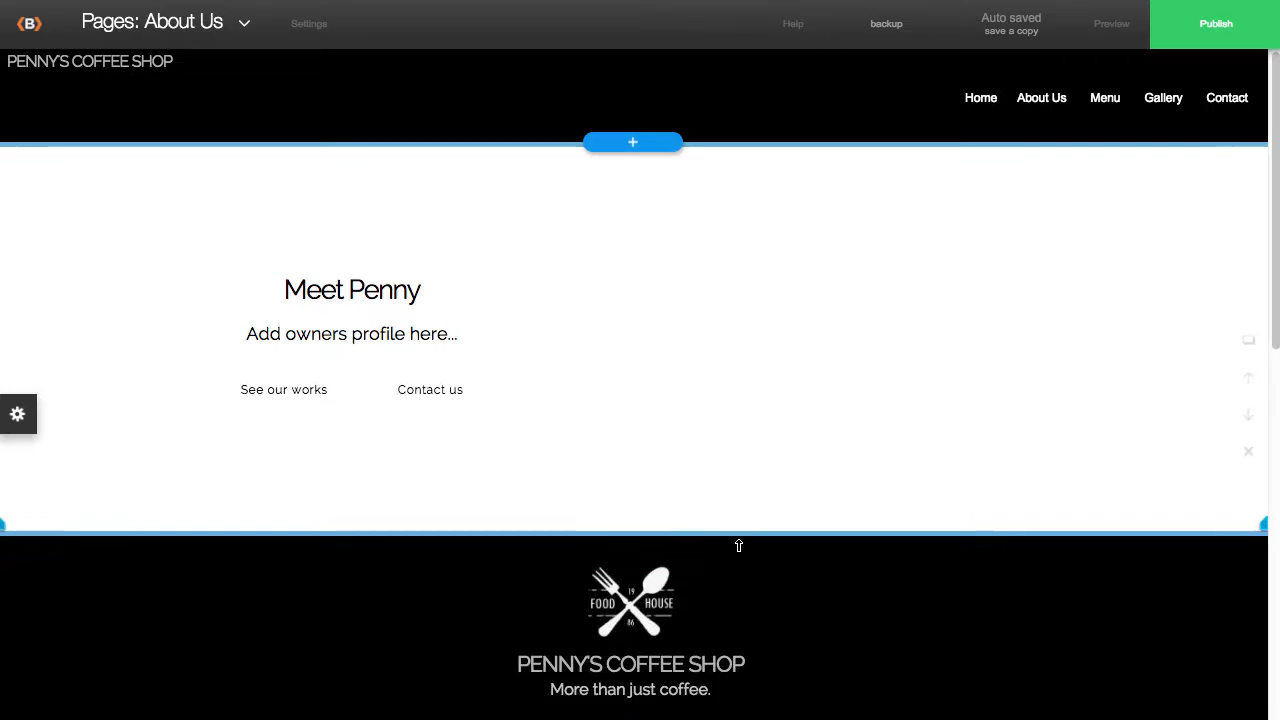 B Pages: About Us Settings Help backup Auto saved Preview Publish
save a copy
PENNY'S COFFEE SHOP
Home About Us Menu Gallery Contact
+
Meet Penny
Add owners profile here...
See our works Contact us
19
FOOD HOUSE
86
PENNY'S COFFEE SHOP
More than just coffee.